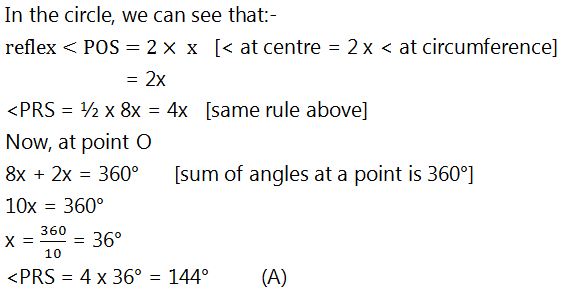 In the circle, we can see that:-
reflex < POS = 2 × x [< at centre = 2 x < at circumference]
= 2x
<PRS = ½ x 8x = 4x [same rule above]
Now, at point O
8x + 2x = 360° [sum of angles at a point is 360°]
10x = 360°
x = 360/10 = 36°
<PRS = 4 x 36° = 144° (A)